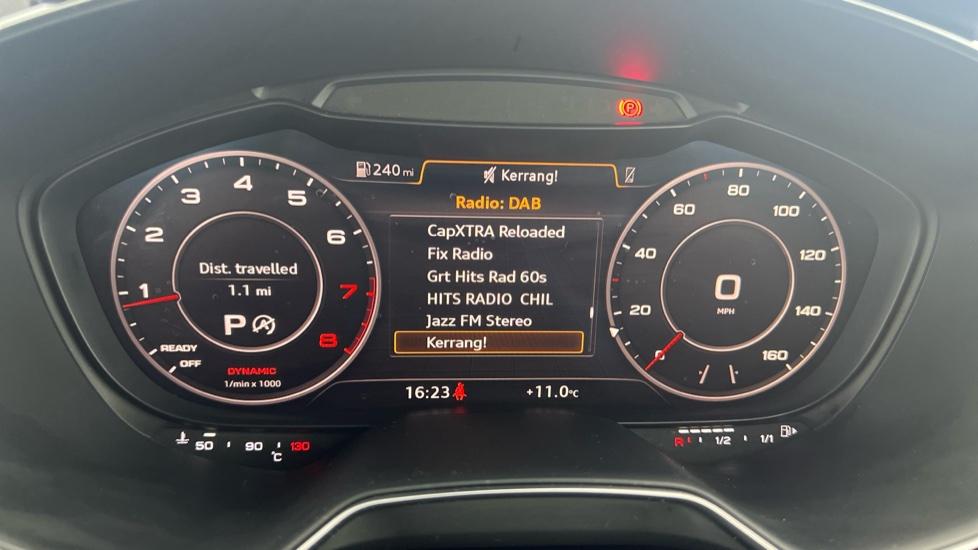 P
240 mi
Kerrang!
Radio: DAB
CapXTRA Reloaded
Fix Radio
Grt Hits Rad 60s
HITS RADIO CHIL
Jazz FM Stereo
Kerrang!
16:23
+11.0°C
1
2
3
4
5
6
7
8
Dist. travelled
1.1 mi
P
A
READY
OFF
DYNAMIC
1/min x 1000
0
20
40
60
80
100
120
140
160
0
MPH
50
90
130
°C
R
1/2
1/1